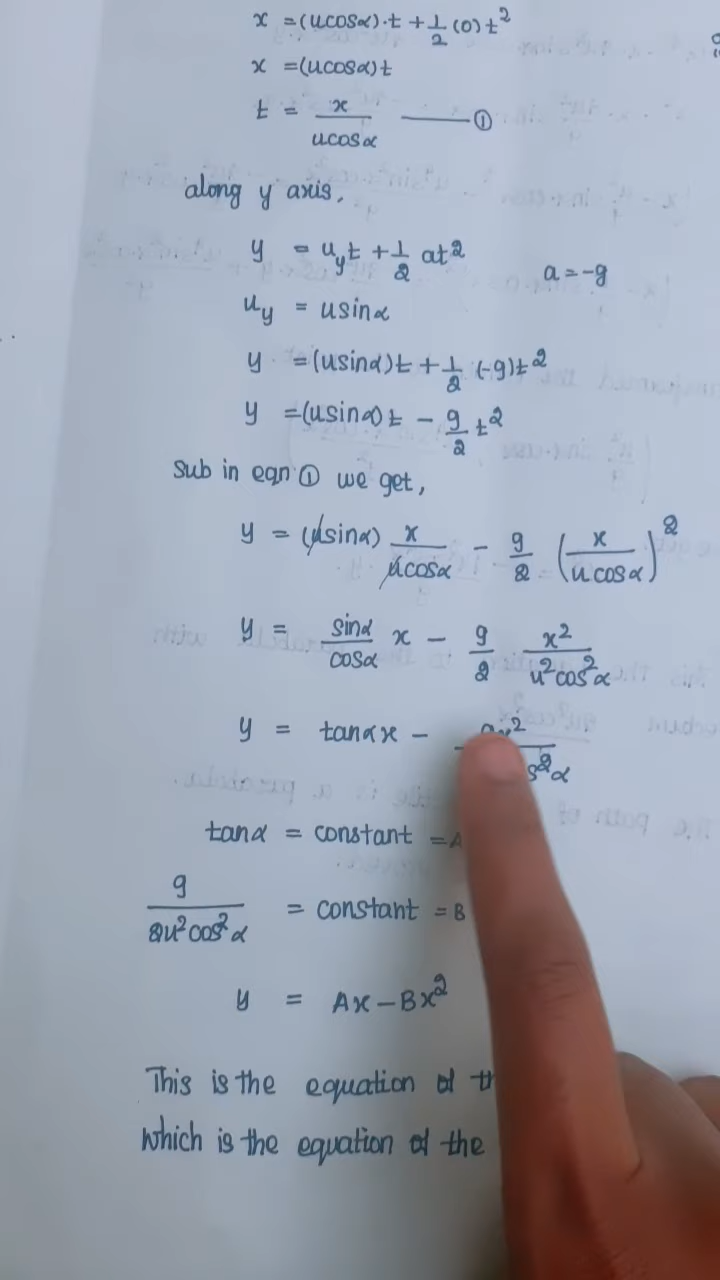 x = (ucosα)·t + 1/2 (0) t²
x = (ucosα)t
t = x/ucosα ——— ①
along y axis,
y = u_y t + 1/2 at²   a = -g
u_y = usinα
y = (usinα)t + 1/2 (-g)t²
y = (usinα)t - g/2 t²
Sub in eqn ① we get,
y = (usinα) x/ucosα - g/2 (x/ucosα)²
y = sinα/cosα x - g/2 x²/u²cos²α
y = tanαx -
tanα = constant = A
g/2u²cos²α = constant = B
y = Ax - Bx²
This is the equation of
which is the equation of the